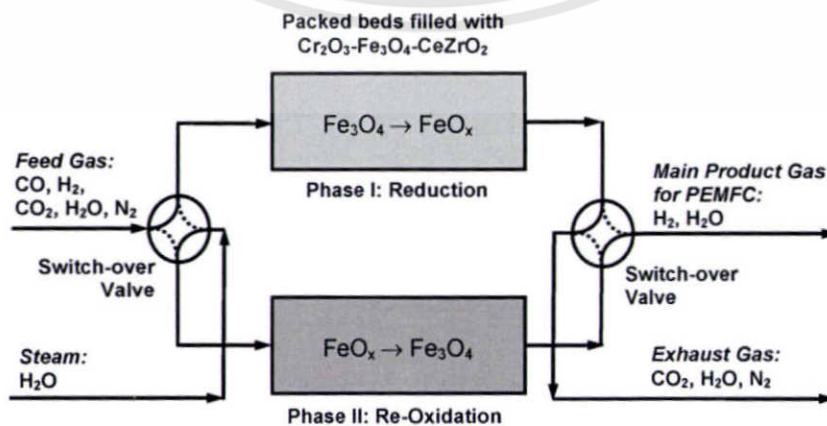 Packed beds filled with
Cr₂O₃-Fe₃O₄-CeZrO₂
Fe₃O₄ → FeOₓ
Phase I: Reduction
Feed Gas:
CO, H₂,
CO₂, H₂O, N₂
Switch-over
Valve
Main Product Gas
for PEMFC:
H₂, H₂O
Switch-over
Valve
Steam:
H₂O
FeOₓ → Fe₃O₄
Phase II: Re-Oxidation
Exhaust Gas:
CO₂, H₂O, N₂